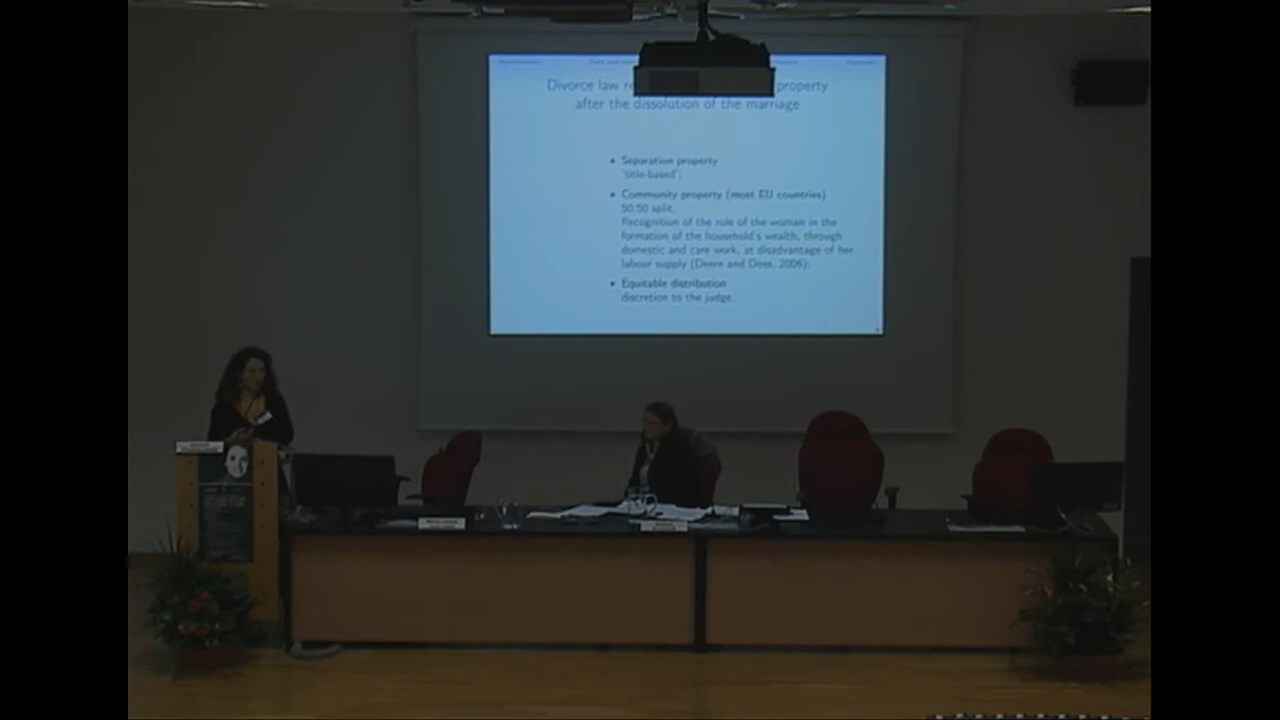 Divorce law re property
after the dissolution of the marriage
• Separation property
'title-based';
• Community property (most EU countries)
50:50 split.
Recognition of the role of the woman in the
formation of the household's wealth, through
domestic and care work, at disadvantage of her
labour supply (Deere and Doss, 2006);
• Equitable distribution
discretion to the judge.